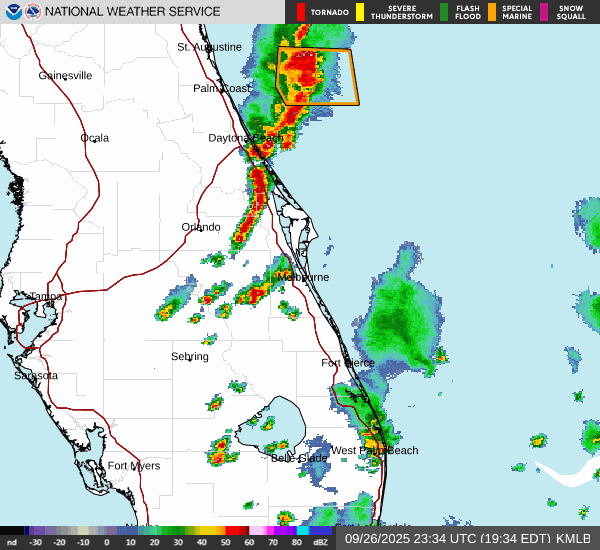 NATIONAL WEATHER SERVICE
TORNADO
SEVERE THUNDERSTORM
FLASH FLOOD
SPECIAL MARINE
SNOW SQUALL
St. Augustine
Gainesville
Palm Coast
Ocala
Daytona Beach
Orlando
Melbourne
Tampa
Sebring
Fort Pierce
Sarasota
West Palm Beach
Belle Glade
Fort Myers
nd -30 -20 -10 0 10 20 30 40 50 60 70 80 dBZ
09/26/2025 23:34 UTC (19:34 EDT) KMLB